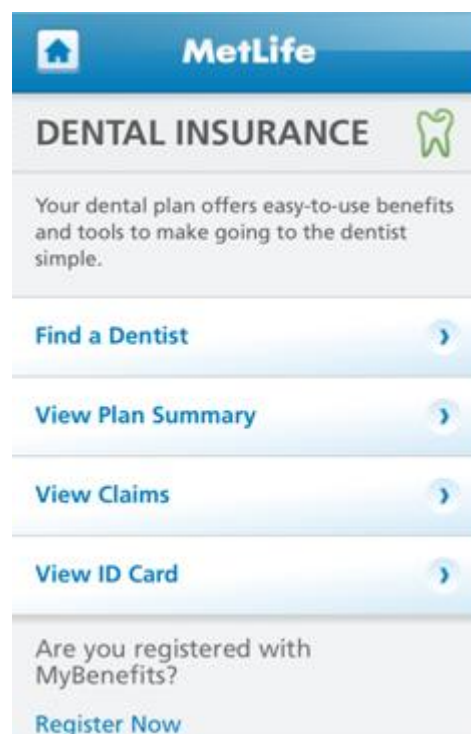 MetLife
DENTAL INSURANCE
Your dental plan offers easy-to-use benefits
and tools to make going to the dentist
simple.
Find a Dentist
View Plan Summary
View Claims
View ID Card
Are you registered with
MyBenefits?
Register Now